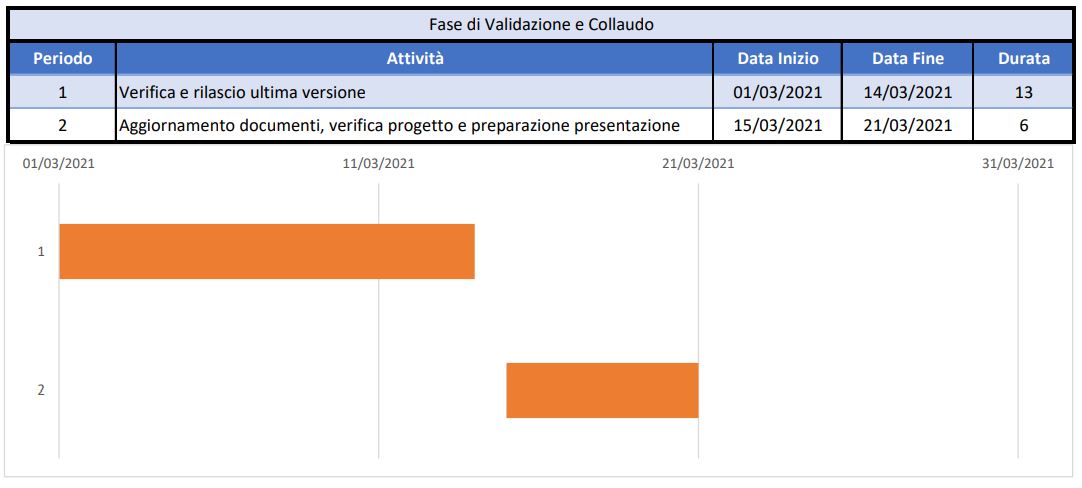 Fase di Validazione e Collaudo
Periodo Attività Data Inizio Data Fine Durata
1 Verifica e rilascio ultima versione 01/03/2021 14/03/2021 13
2 Aggiornamento documenti, verifica progetto e preparazione presentazione 15/03/2021 21/03/2021 6
01/03/2021 11/03/2021 21/03/2021 31/03/2021
1
2